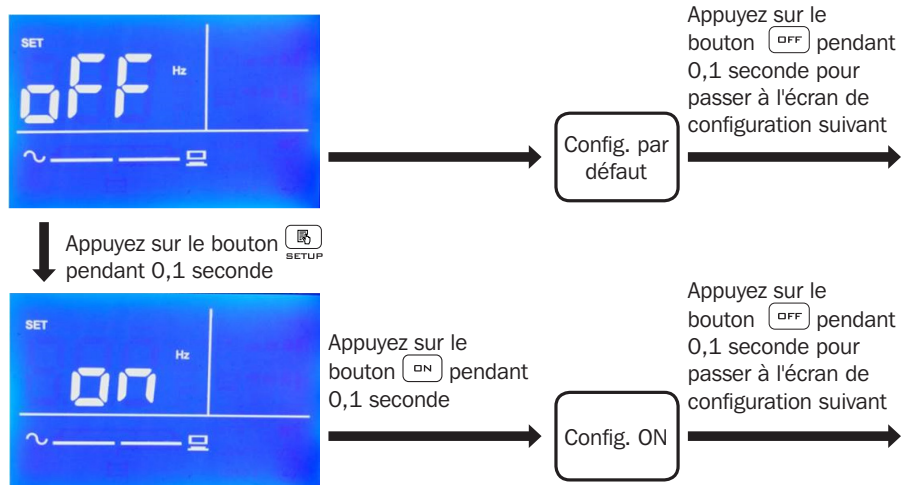 SET
oFF
Hz
Config. par
défaut
Appuyez sur le
bouton OFF pendant
0,1 seconde pour
passer à l'écran de
configuration suivant
Appuyez sur le bouton
SETUP
pendant 0,1 seconde
SET
on
Hz
Appuyez sur le
bouton ON pendant
0,1 seconde
Config. ON
Appuyez sur le
bouton OFF pendant
0,1 seconde pour
passer à l'écran de
configuration suivant